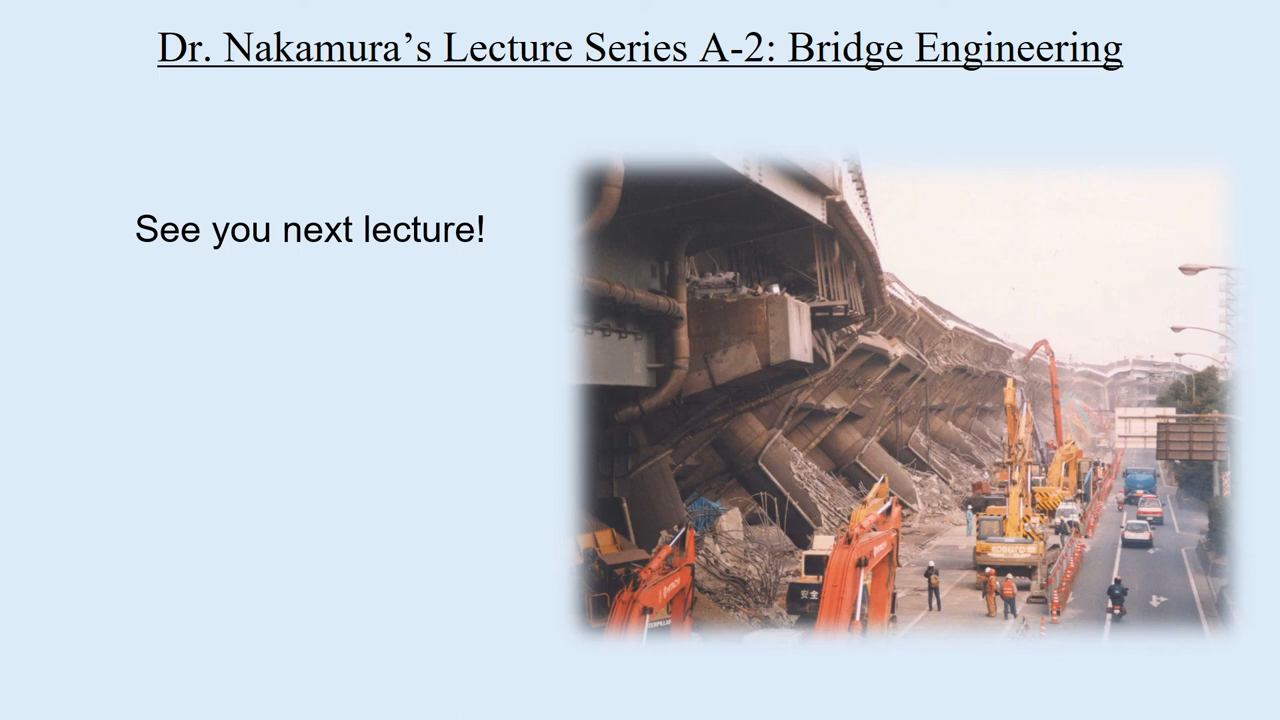 Dr. Nakamura’s Lecture Series A-2: Bridge Engineering
See you next lecture!
安全